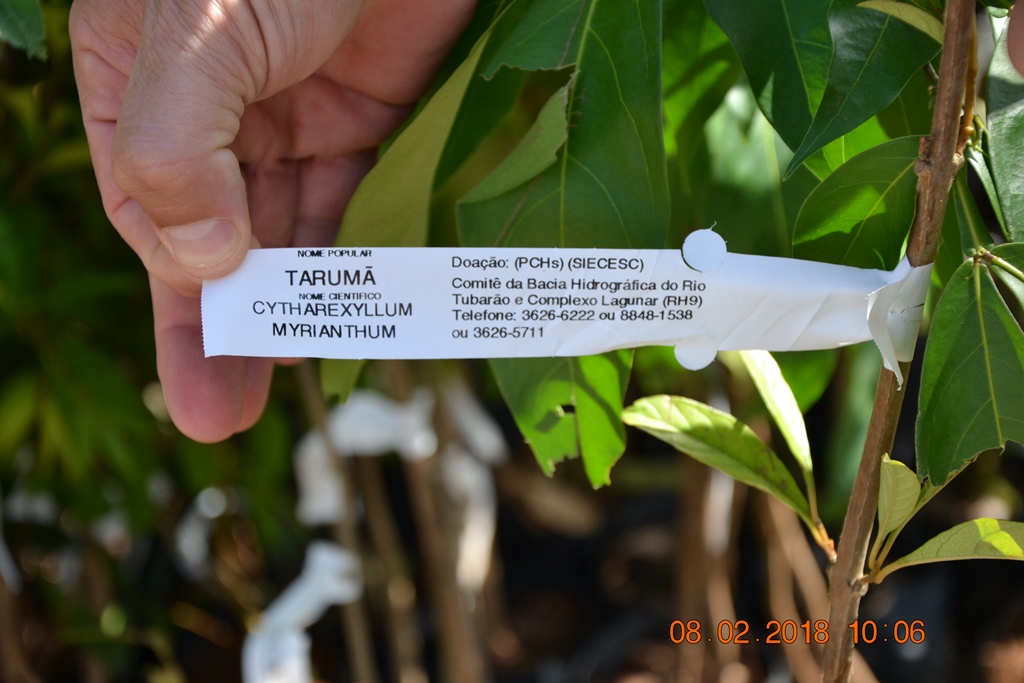 NOME POPULAR
TARUMÃ
NOME CIENTIFICO
CYTHAREXYLLUM
MYRIANTHUM
Doação: (PCHs) (SIECESC)
Comitê da Bacia Hidrográfica do Rio
Tubarão e Complexo Lagunar (RH9)
Telefone: 3626-6222 ou 8848-1538
ou 3626-5711
08.02.2018 10:06